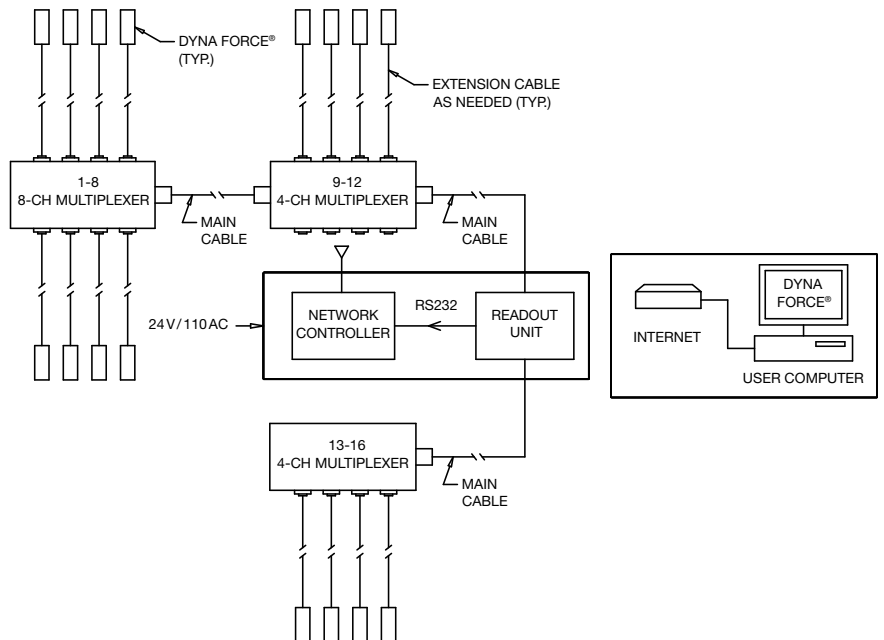 DYNA FORCE®
(TYP.)
EXTENSION CABLE
AS NEEDED (TYP.)
1-8
8-CH MULTIPLEXER
9-12
4-CH MULTIPLEXER
MAIN
CABLE
MAIN
CABLE
24V/110AC
NETWORK
CONTROLLER
RS232
READOUT
UNIT
INTERNET
DYNA
FORCE®
USER COMPUTER
13-16
4-CH MULTIPLEXER
MAIN
CABLE